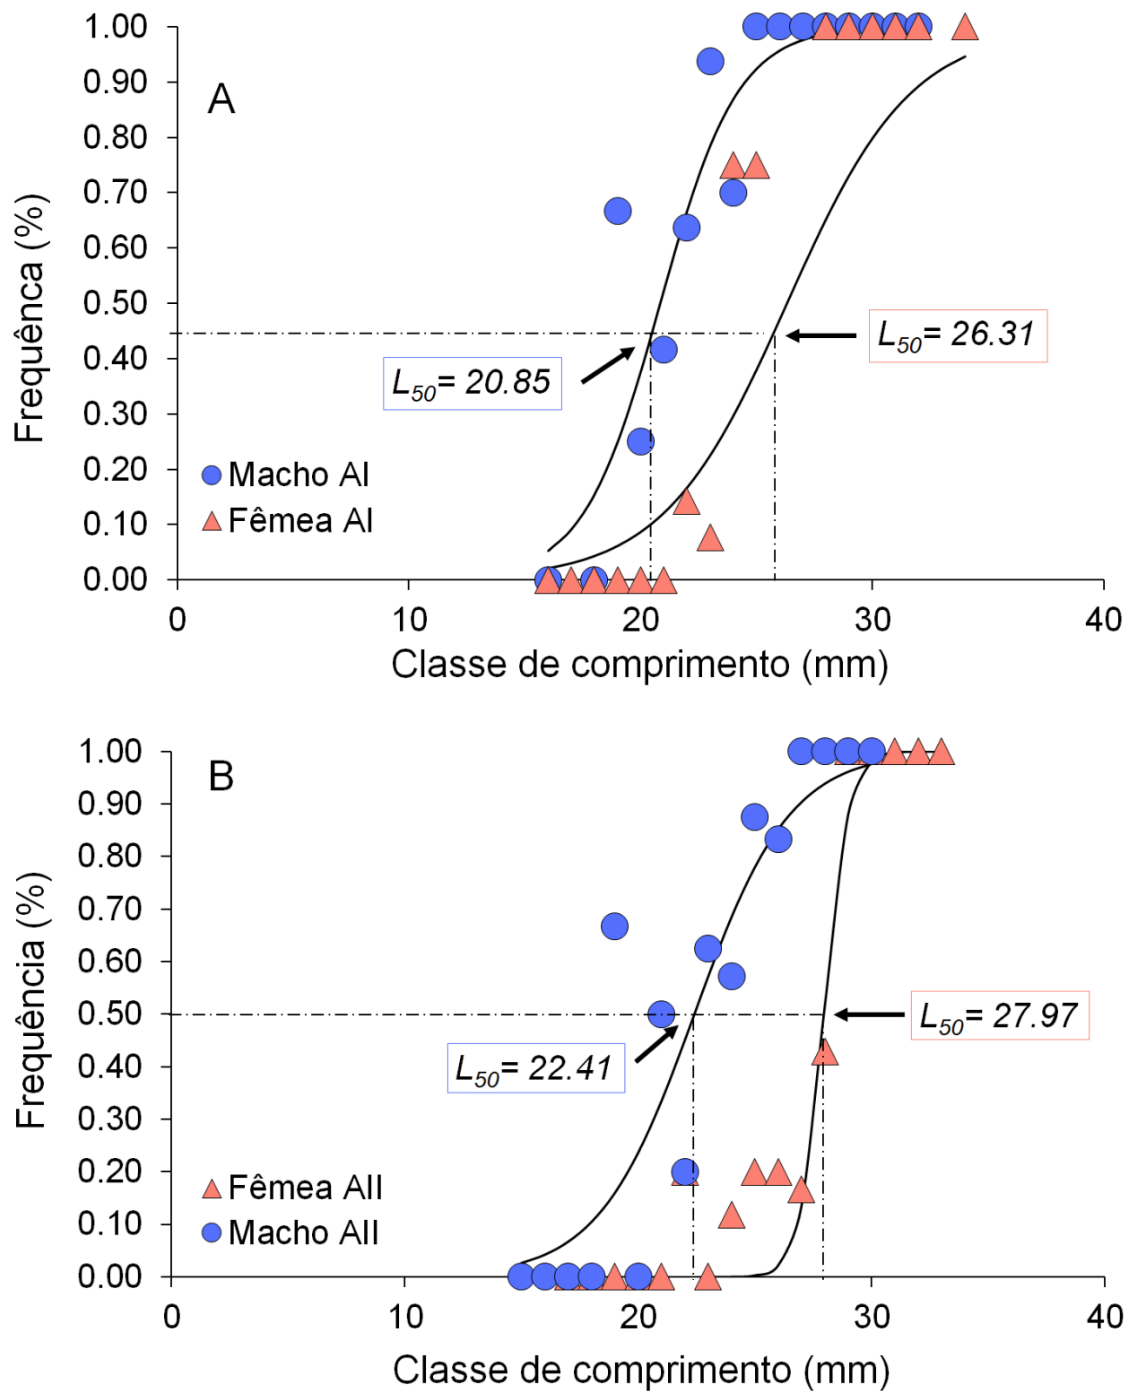 A
1.00
0.90
0.80
0.70
0.60
0.50
0.40
0.30
0.20
0.10
0.00
Frequênca (%)
L50= 26.31
L50= 20.85
Macho AI
Fêmea AI
0 10 20 30 40
Classe de comprimento (mm)
B
1.00
0.90
0.80
0.70
0.60
0.50
0.40
0.30
0.20
0.10
0.00
Frequência (%)
L50= 27.97
L50= 22.41
Fêmea AII
Macho AII
0 10 20 30 40
Classe de comprimento (mm)